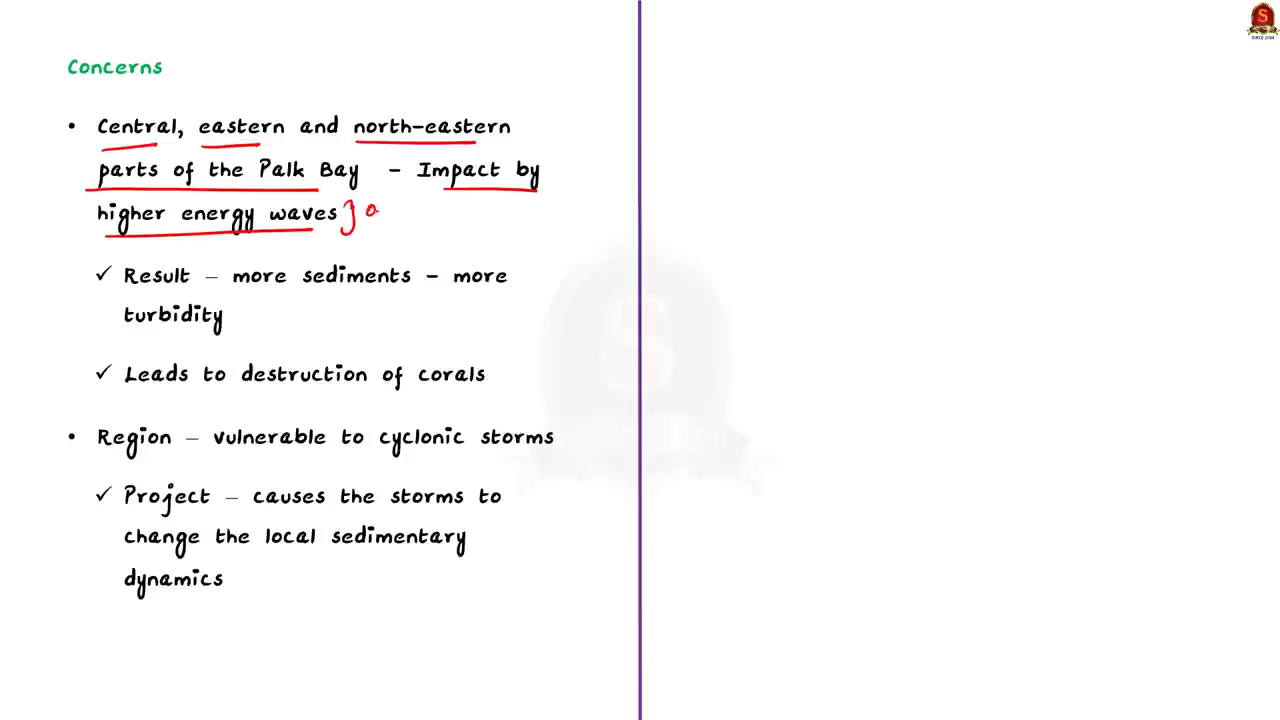 Concerns
• Central, eastern and north-eastern
parts of the Palk Bay - Impact by
higher energy waves
✓ Result – more sediments - more
turbidity
✓ Leads to destruction of corals
• Region – vulnerable to cyclonic storms
✓ Project – causes the storms to
change the local sedimentary
dynamics
S
SINCE 2004
S